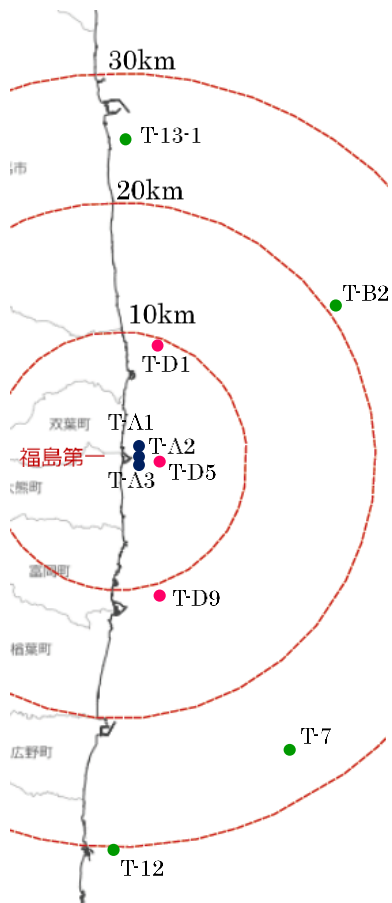 30km
T-13-1
市
20km
T-B2
10km
T-D1
双葉町
T-A1
T-A2
福島第一
T-D5
T-A3
大熊町
富岡町
T-D9
楢葉町
T-7
広野町
T-12